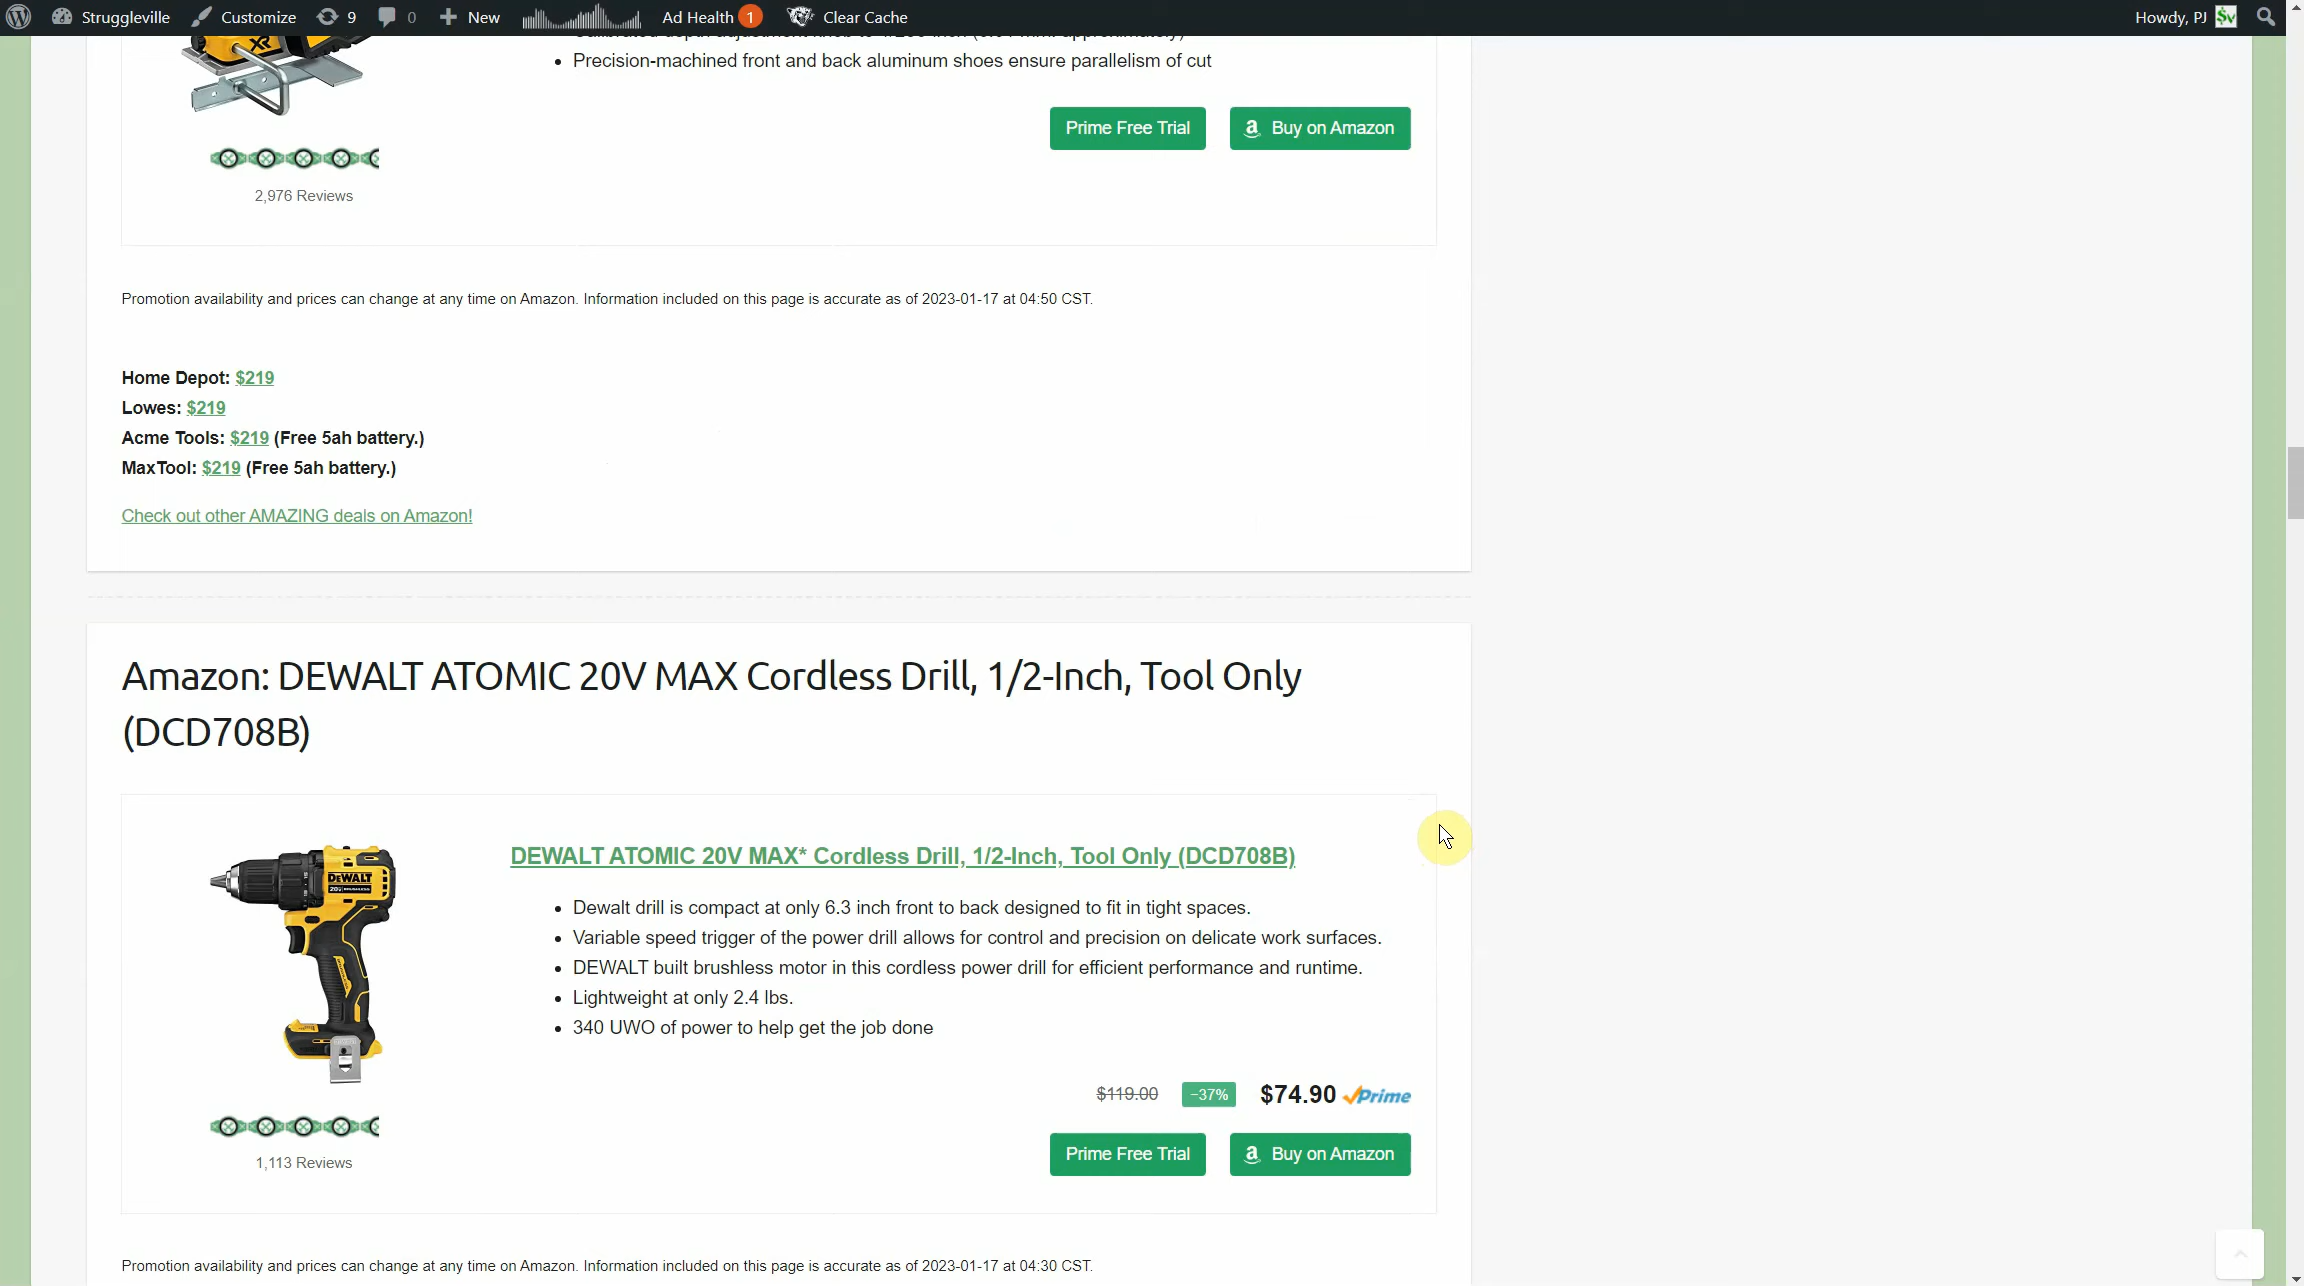 Struggleville Customize 9 0 New Ad Health 1 Clear Cache Howdy, PJ
XR
Precision-machined front and back aluminum shoes ensure parallelism of cut
Prime Free Trial
Buy on Amazon
2,976 Reviews
Promotion availability and prices can change at any time on Amazon. Information included on this page is accurate as of 2023-01-17 at 04:50 CST.
Home Depot: $219
Lowes: $219
Acme Tools: $219 (Free 5ah battery.)
MaxTool: $219 (Free 5ah battery.)
Check out other AMAZING deals on Amazon!
Amazon: DEWALT ATOMIC 20V MAX Cordless Drill, 1/2-Inch, Tool Only
(DCD708B)
DEWALT
DEWALT ATOMIC 20V MAX* Cordless Drill, 1/2-Inch, Tool Only (DCD708B)
Dewalt drill is compact at only 6.3 inch front to back designed to fit in tight spaces.
Variable speed trigger of the power drill allows for control and precision on delicate work surfaces.
DEWALT built brushless motor in this cordless power drill for efficient performance and runtime.
Lightweight at only 2.4 lbs.
340 UWO of power to help get the job done
$119.00 −37% $74.90 Prime
Prime Free Trial
Buy on Amazon
1,113 Reviews
Promotion availability and prices can change at any time on Amazon. Information included on this page is accurate as of 2023-01-17 at 04:30 CST.